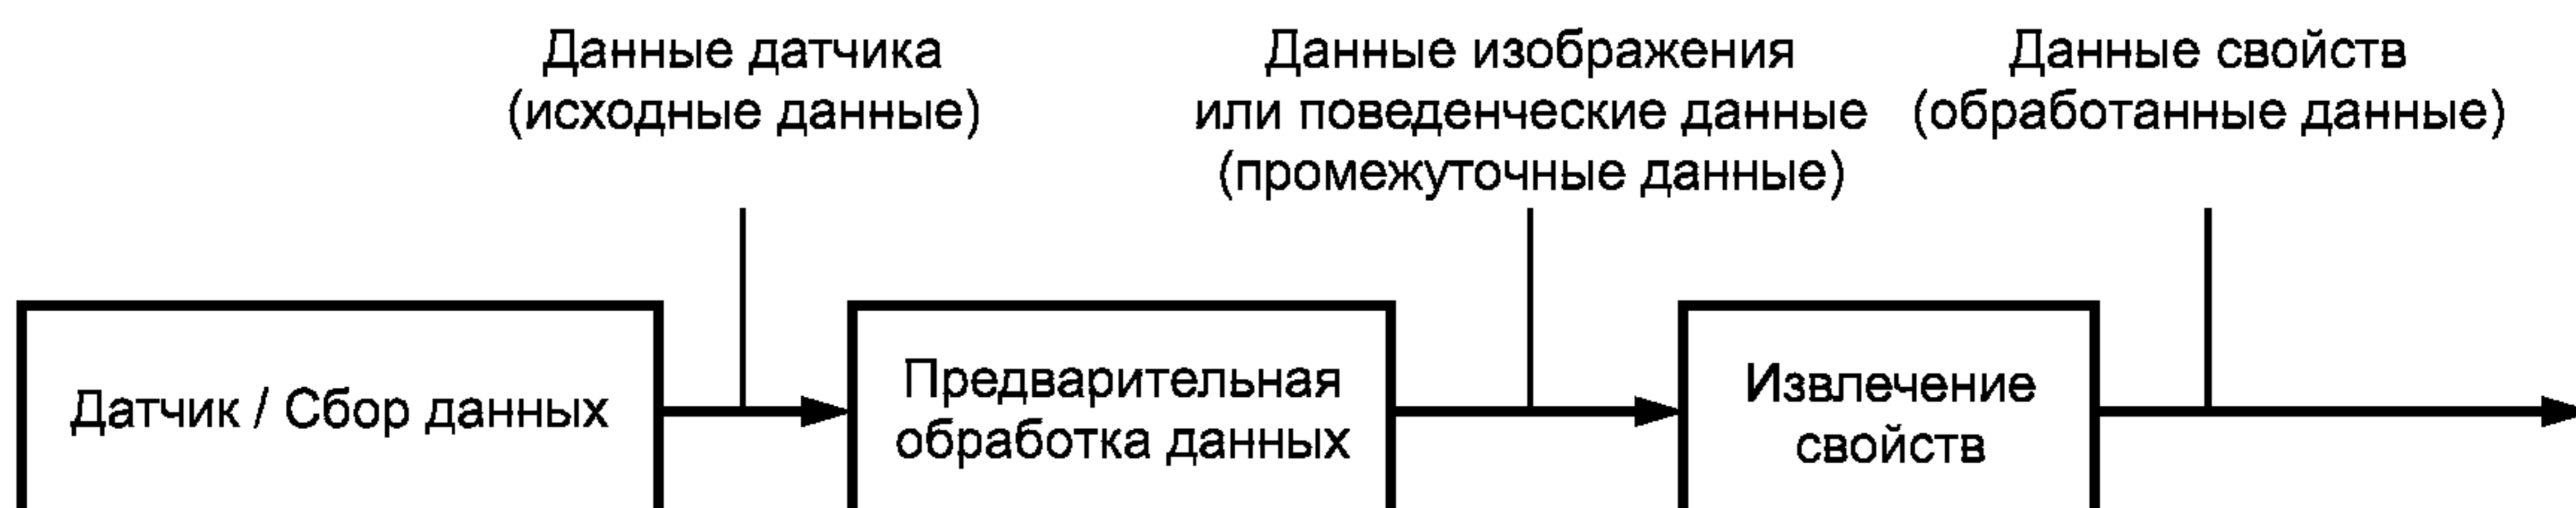 Данные датчика
(исходные данные)
Данные изображения
или поведенческие данные
(промежуточные данные)
Данные свойств
(обработанные данные)
Датчик / Сбор данных
Предварительная
обработка данных
Извлечение
свойств